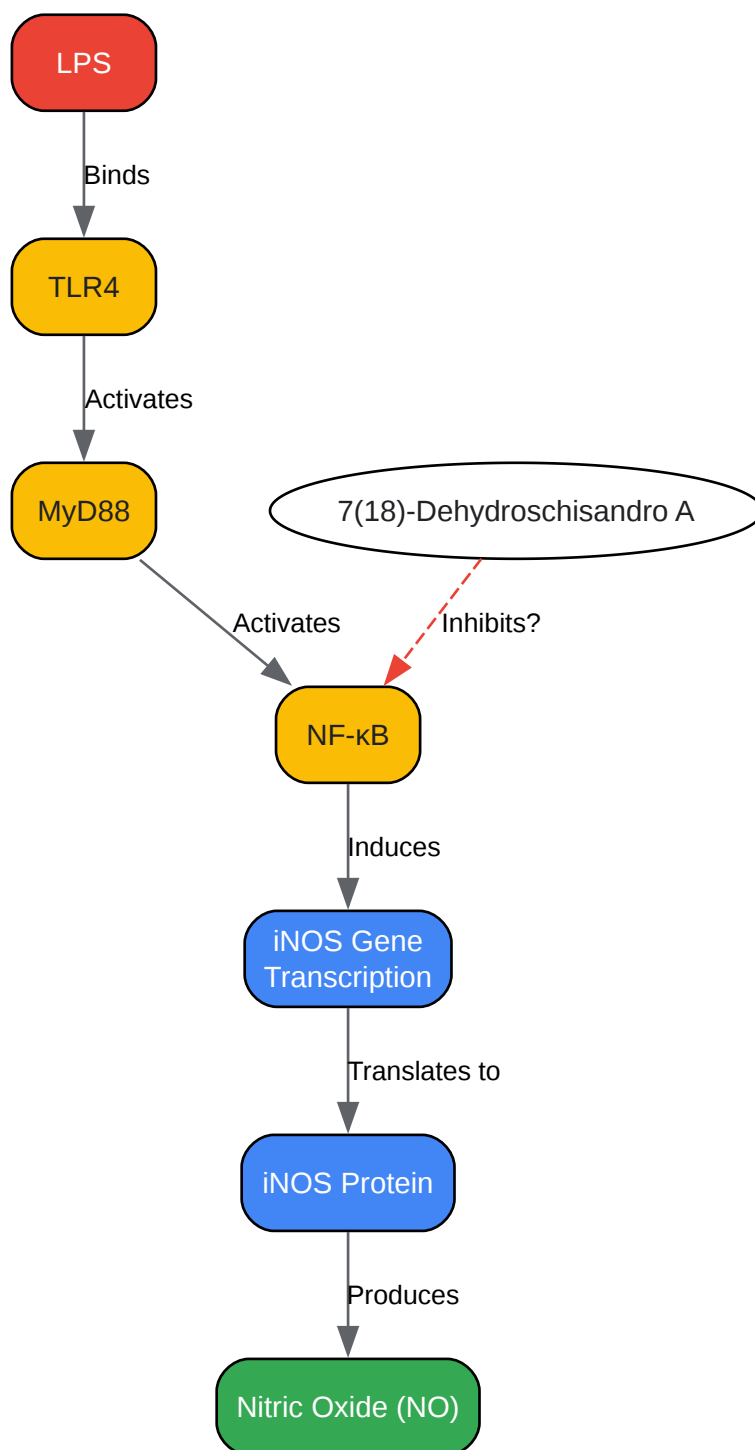 LPS
Binds
TLR4
Activates
MyD88
7(18)-Dehydroschisandro A
Activates
Inhibits?
NF-κB
Induces
iNOS Gene
Transcription
Translates to
iNOS Protein
Produces
Nitric Oxide (NO)